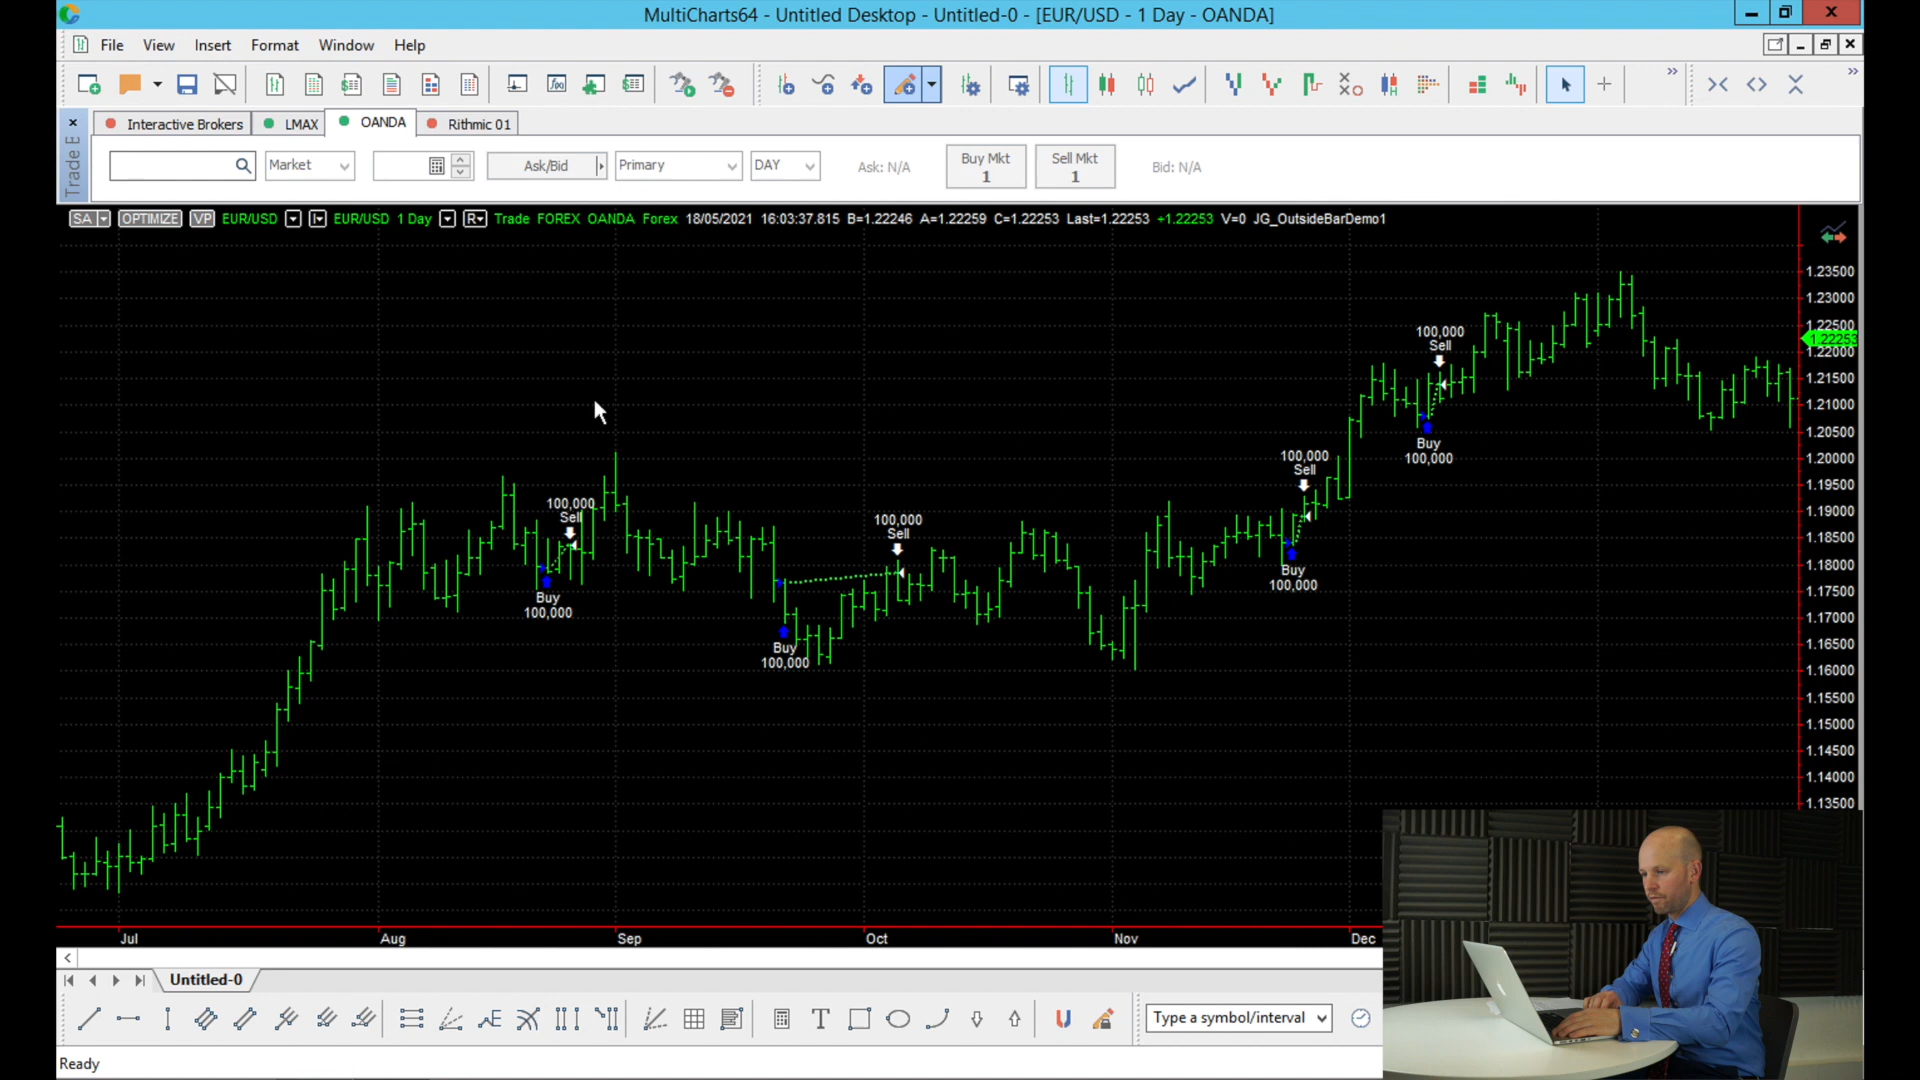 MultiCharts64 - Untitled Desktop - Untitled-0 - [EUR/USD - 1 Day - OANDA]
File View Insert Format Window Help
Interactive Brokers LMAX OANDA Rithmic 01
Trade B
Market Ask/Bid Primary DAY Ask: N/A Buy Mkt 1 Sell Mkt 1 Bid: N/A
SA OPTIMIZE VP EUR/USD EUR/USD 1 Day R Trade FOREX OANDA Forex 18/05/2021 16:03:37.815 B=1.22246 A=1.22259 C=1.22253 Last=1.22253 +1.22253 V=0 JG_OutsideBarDemo1
1.23500
1.23000
1.22500
1.22253
1.22000
1.21500
1.21000
1.20500
1.20000
1.19500
1.19000
1.18500
1.18000
1.17500
1.17000
1.16500
1.16000
1.15500
1.15000
1.14500
1.14000
1.13500
100,000
Sell
Buy
100,000
100,000
Sell
Buy
100,000
100,000
Sell
Buy
100,000
100,000
Sell
Buy
100,000
Jul Aug Sep Oct Nov Dec
Untitled-0
Type a symbol/interval
Ready